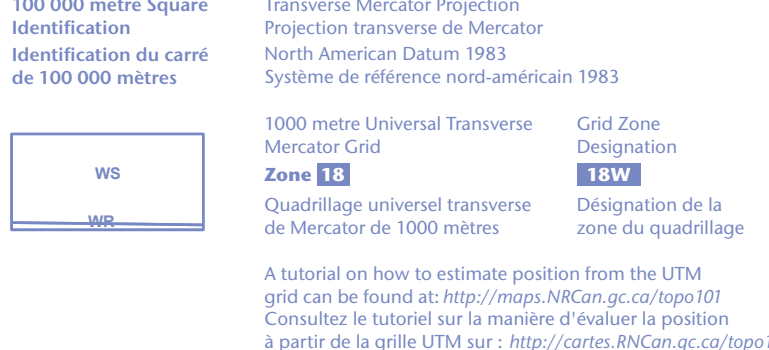 100 000 metre Square
Identification
Identification du carré
de 100 000 mètres
WS
WR
Transverse Mercator Projection
Projection transverse de Mercator
North American Datum 1983
Système de référence nord-américain 1983
1000 metre Universal Transverse
Mercator Grid
Zone 18
Quadrillage universel transverse
de Mercator de 1000 mètres
Grid Zone
Designation
18W
Désignation de la
zone du quadrillage
A tutorial on how to estimate position from the UTM
grid can be found at: http://maps.NRCan.gc.ca/topo101
Consultez le tutoriel sur la manière d'évaluer la position
à partir de la grille UTM sur : http://cartes.RNCan.gc.ca/topo1